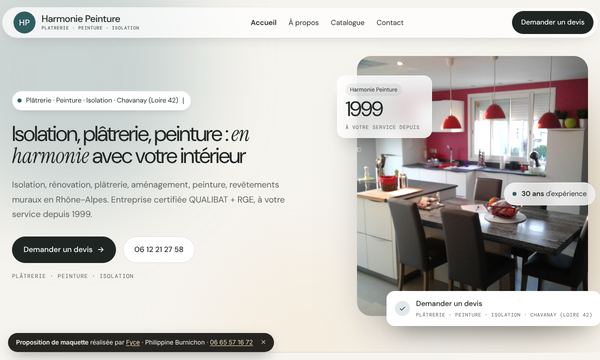 HP
Harmonie Peinture
PLÂTRERIE · PEINTURE · ISOLATION
Accueil À propos Catalogue Contact
Demander un devis
Plâtrerie · Peinture · Isolation · Chavanay (Loire 42)
Isolation, plâtrerie, peinture : en
harmonie avec votre intérieur
Isolation, rénovation, plâtrerie, aménagement, peinture, revêtements
muraux en Rhône-Alpes. Entreprise certifiée QUALIBAT + RGE, à votre
service depuis 1999.
Demander un devis → 06 12 21 27 58
PLÂTRERIE · PEINTURE · ISOLATION
Harmonie Peinture
1999
À VOTRE SERVICE DEPUIS
30 ans d'expérience
Demander un devis
PLÂTRERIE · PEINTURE · ISOLATION · CHAVANAY (LOIRE 42)
Proposition de maquette réalisée par Fyce · Philippine Burnichon · 06 65 57 16 72 ×